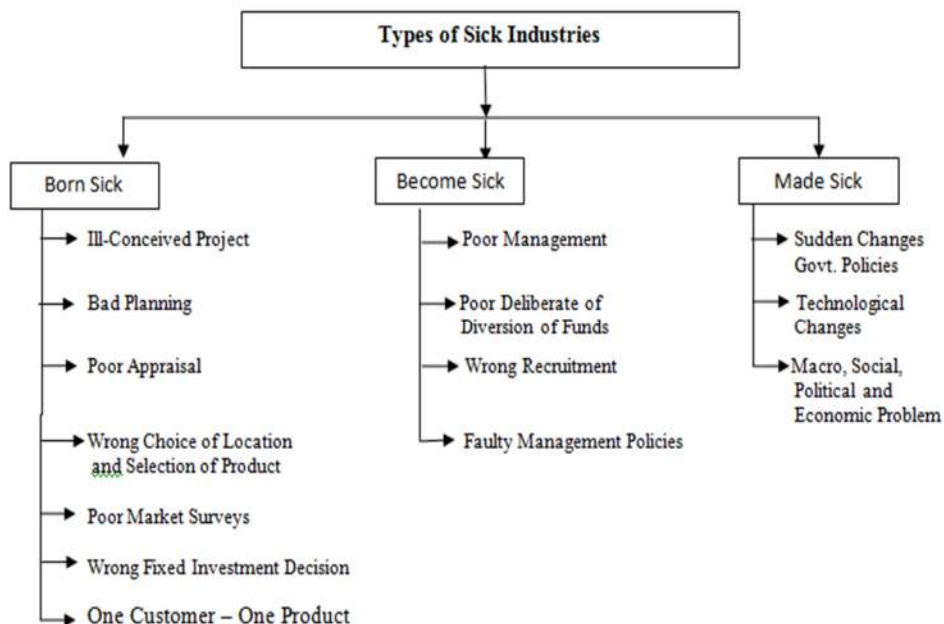 Types of Sick Industries
Born Sick
Ill-Conceived Project
Bad Planning
Poor Appraisal
Wrong Choice of Location
and Selection of Product
Poor Market Surveys
Wrong Fixed Investment Decision
One Customer – One Product
Become Sick
Poor Management
Poor Deliberate of
Diversion of Funds
Wrong Recruitment
Faulty Management Policies
Made Sick
Sudden Changes
Govt. Policies
Technological
Changes
Macro, Social,
Political and
Economic Problem